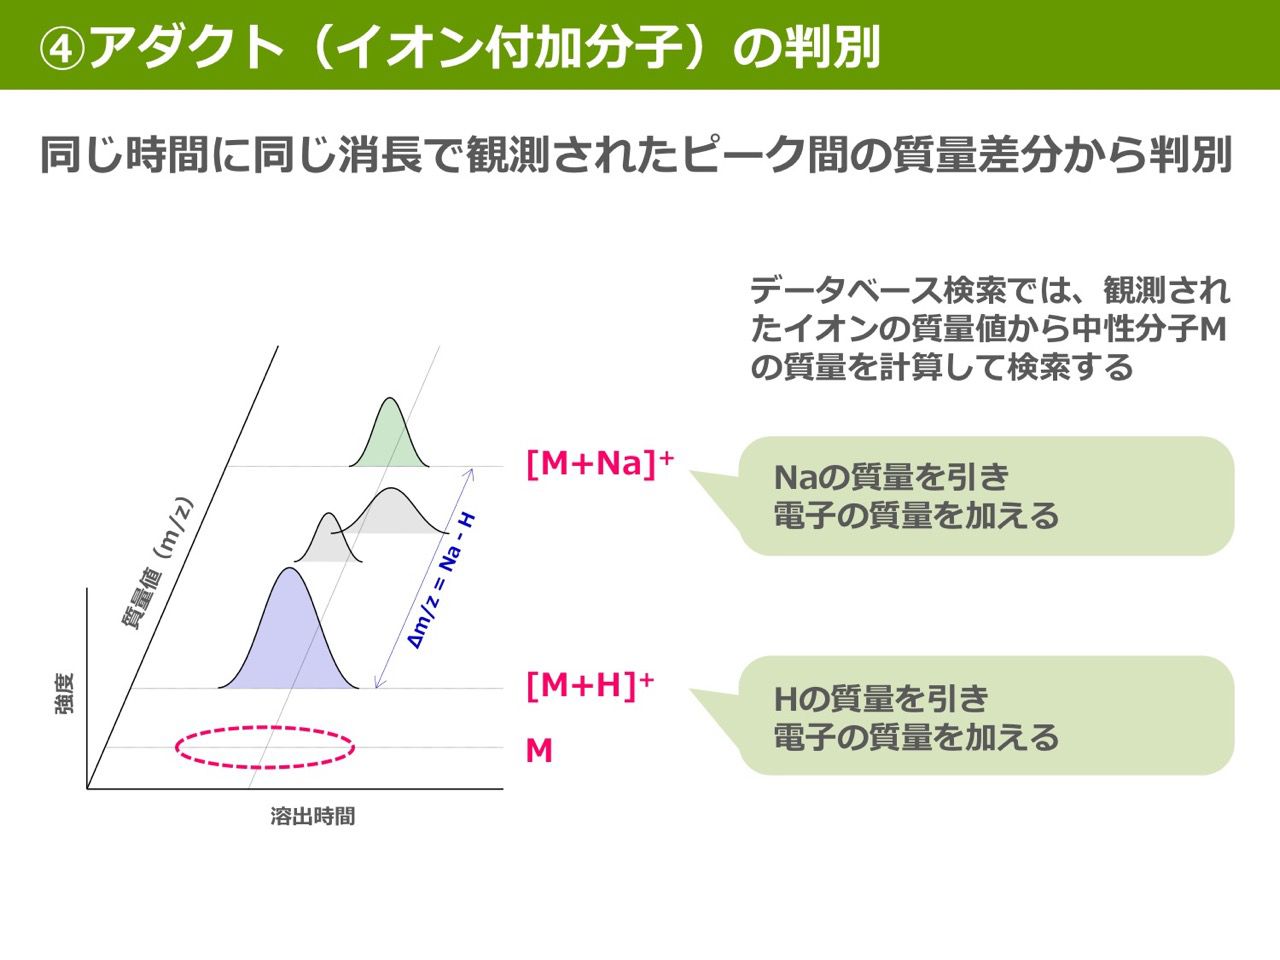 ④アダクト（イオン付加分子）の判別
同じ時間に同じ消長で観測されたピーク間の質量差分から判別
データベース検索では、観測され
たイオンの質量値から中性分子M
の質量を計算して検索する
[M+Na]+
Naの質量を引き
電子の質量を加える
質量値（m/z）
Δm/z = Na - H
[M+H]+
Hの質量を引き
電子の質量を加える
強度
M
溶出時間